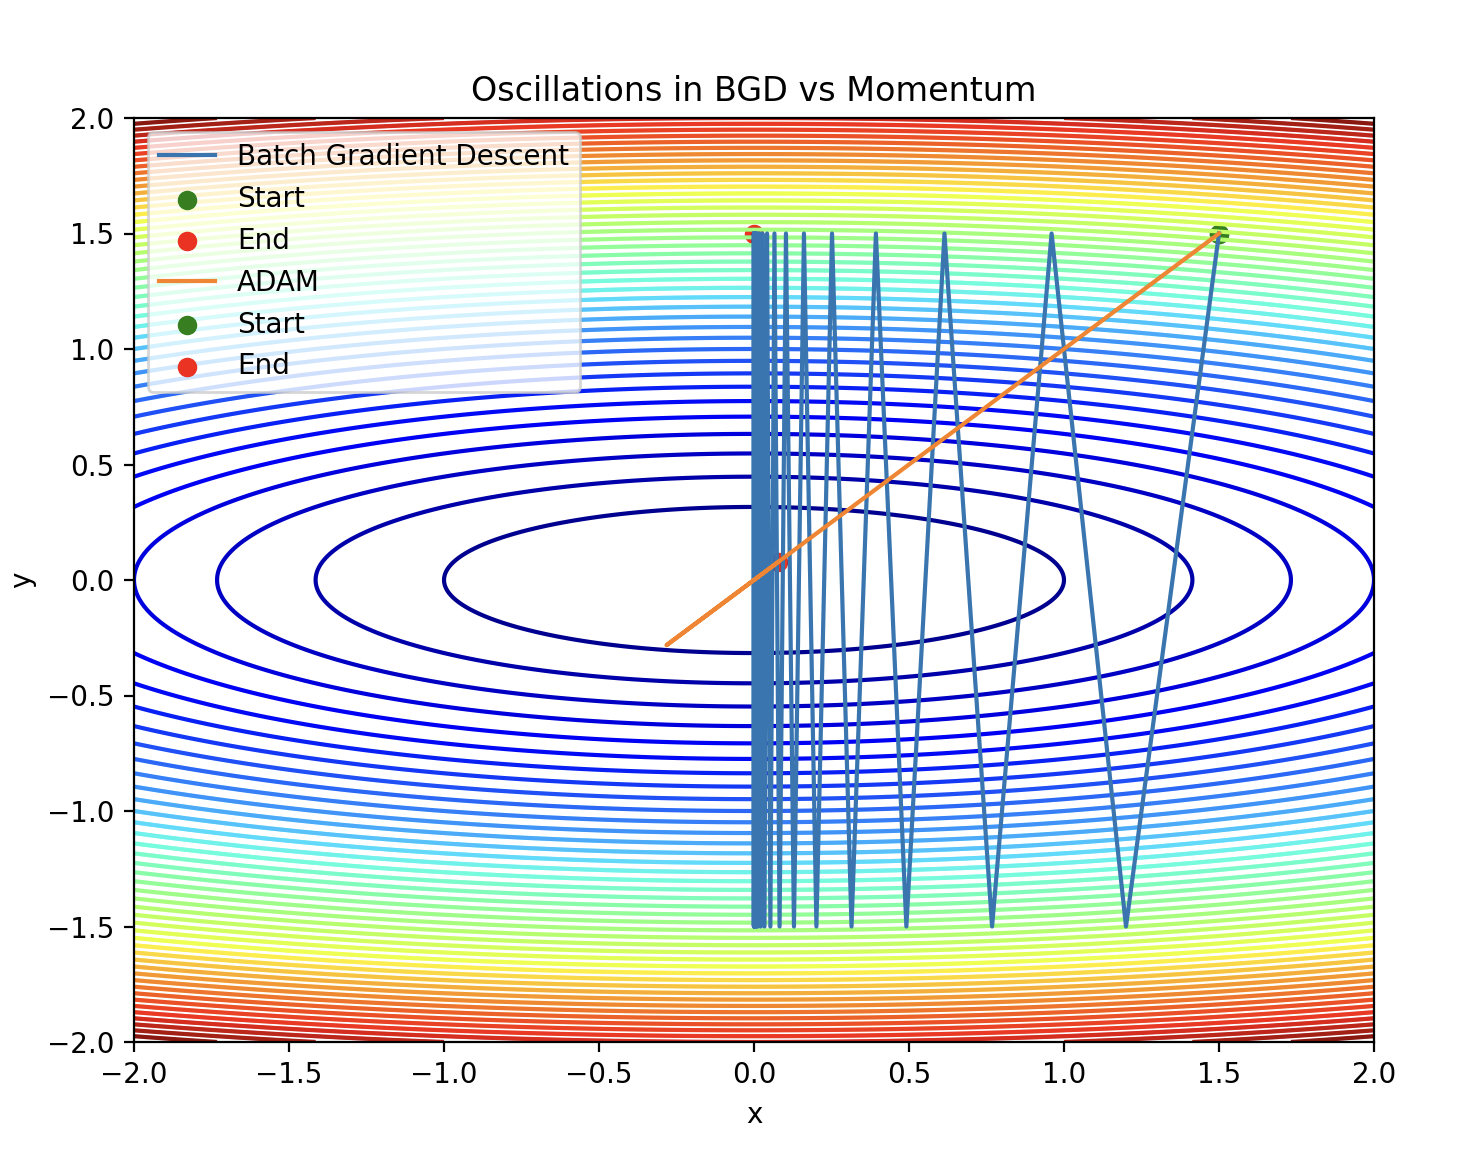 Oscillations in BGD vs Momentum
2.0
1.5
1.0
0.5
0.0
−0.5
−1.0
−1.5
−2.0
y
Batch Gradient Descent
Start
End
ADAM
Start
End
−2.0 −1.5 −1.0 −0.5 0.0 0.5 1.0 1.5 2.0
x